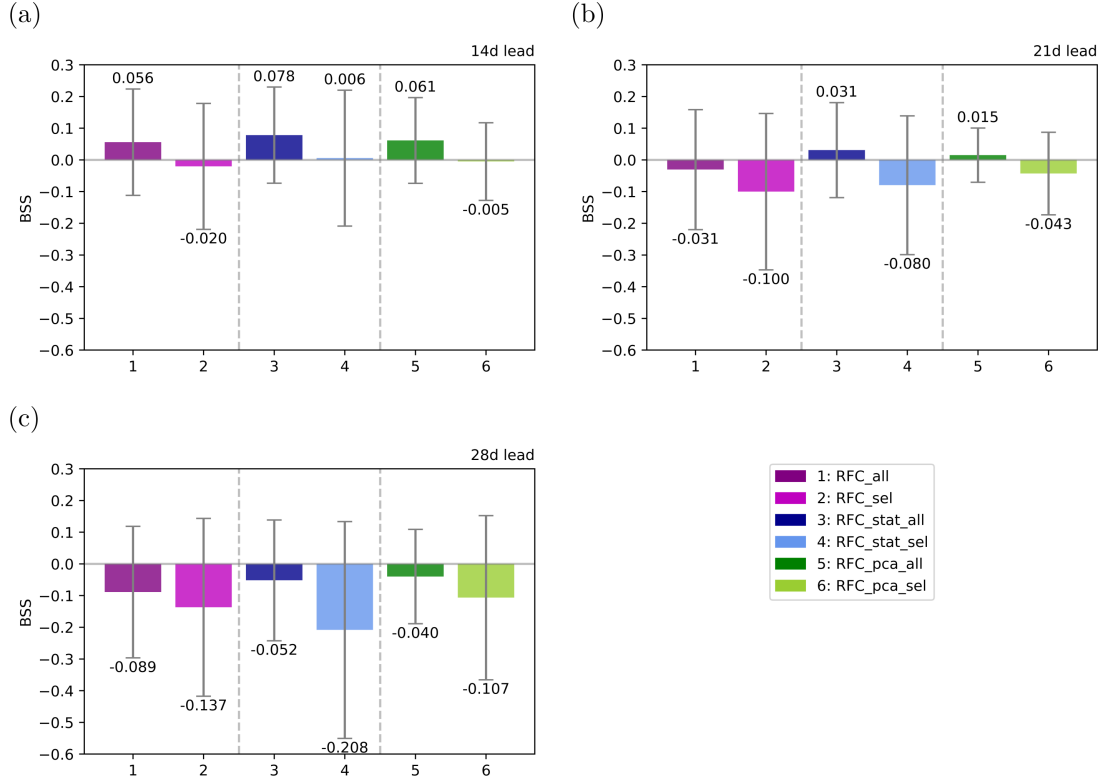 (a)
14d lead
0.3
0.2
0.1
0.0
−0.1
−0.2
−0.3
−0.4
−0.5
−0.6
BSS
0.056
-0.020
0.078
0.006
0.061
-0.005
1 2 3 4 5 6
(b)
21d lead
0.3
0.2
0.1
0.0
−0.1
−0.2
−0.3
−0.4
−0.5
−0.6
BSS
-0.031
-0.100
0.031
-0.080
0.015
-0.043
1 2 3 4 5 6
(c)
28d lead
0.3
0.2
0.1
0.0
−0.1
−0.2
−0.3
−0.4
−0.5
−0.6
BSS
-0.089
-0.137
-0.052
-0.208
-0.040
-0.107
1 2 3 4 5 6
1: RFC_all
2: RFC_sel
3: RFC_stat_all
4: RFC_stat_sel
5: RFC_pca_all
6: RFC_pca_sel